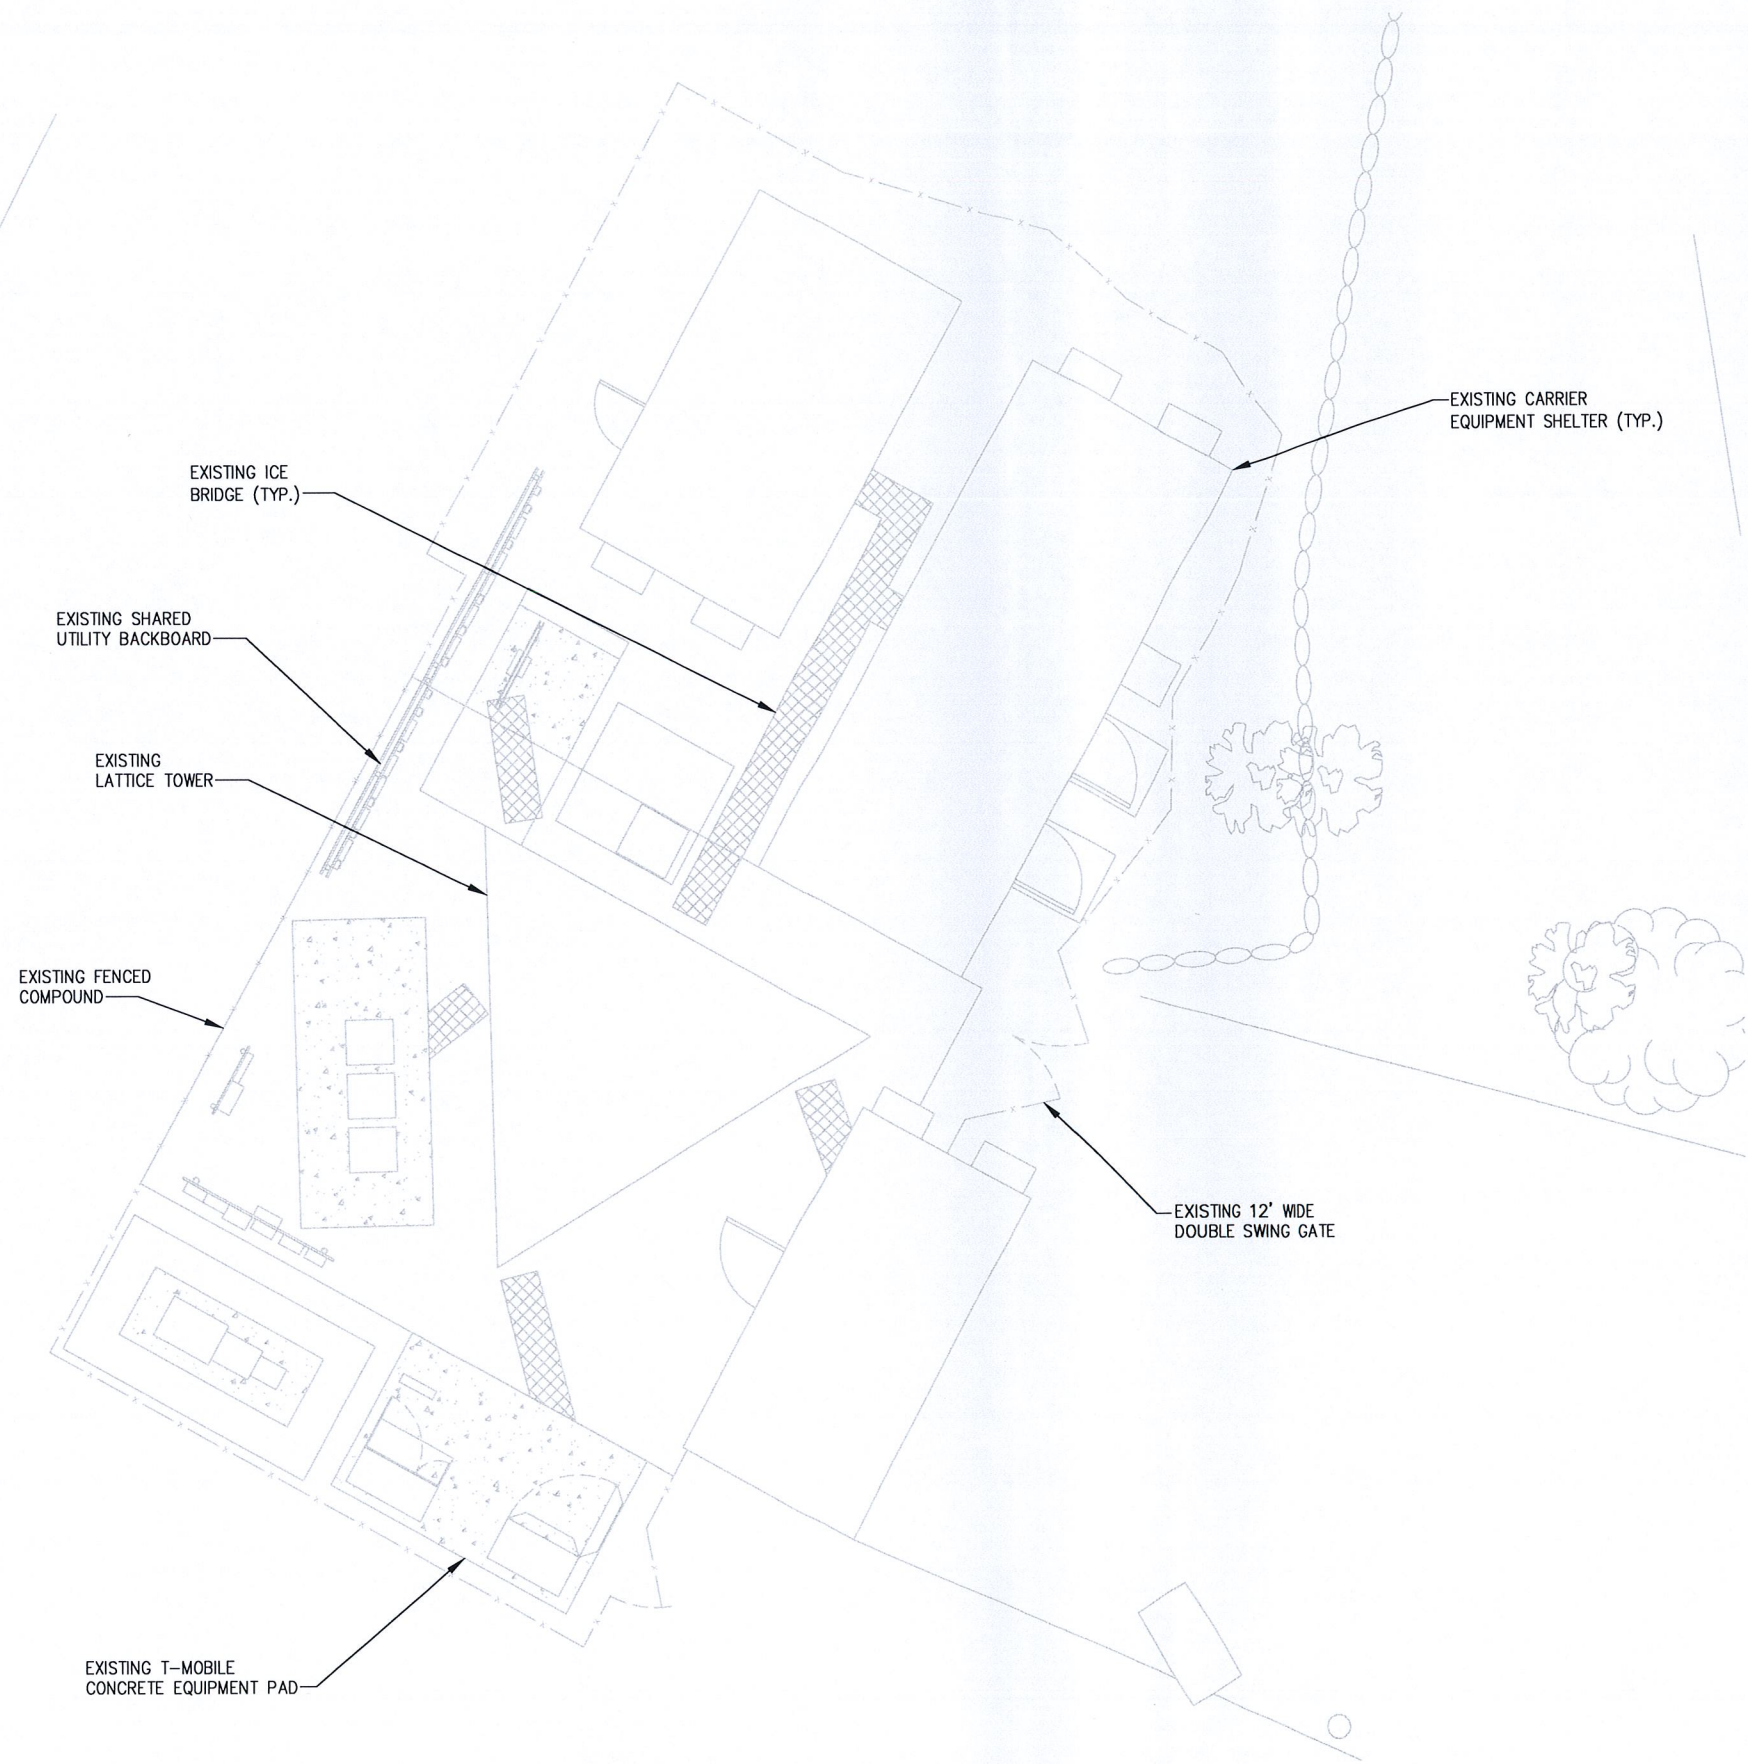 EXISTING CARRIER
EQUIPMENT SHELTER (TYP.)
EXISTING ICE
BRIDGE (TYP.)
EXISTING SHARED
UTILITY BACKBOARD
EXISTING
LATTICE TOWER
EXISTING FENCED
COMPOUND
EXISTING 12' WIDE
DOUBLE SWING GATE
EXISTING T-MOBILE
CONCRETE EQUIPMENT PAD